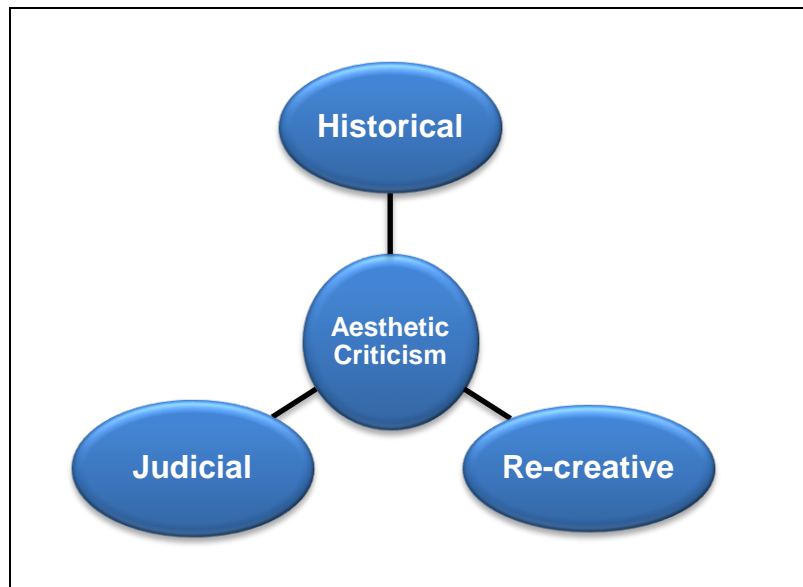 Historical
Aesthetic
Criticism
Judicial
Re-creative